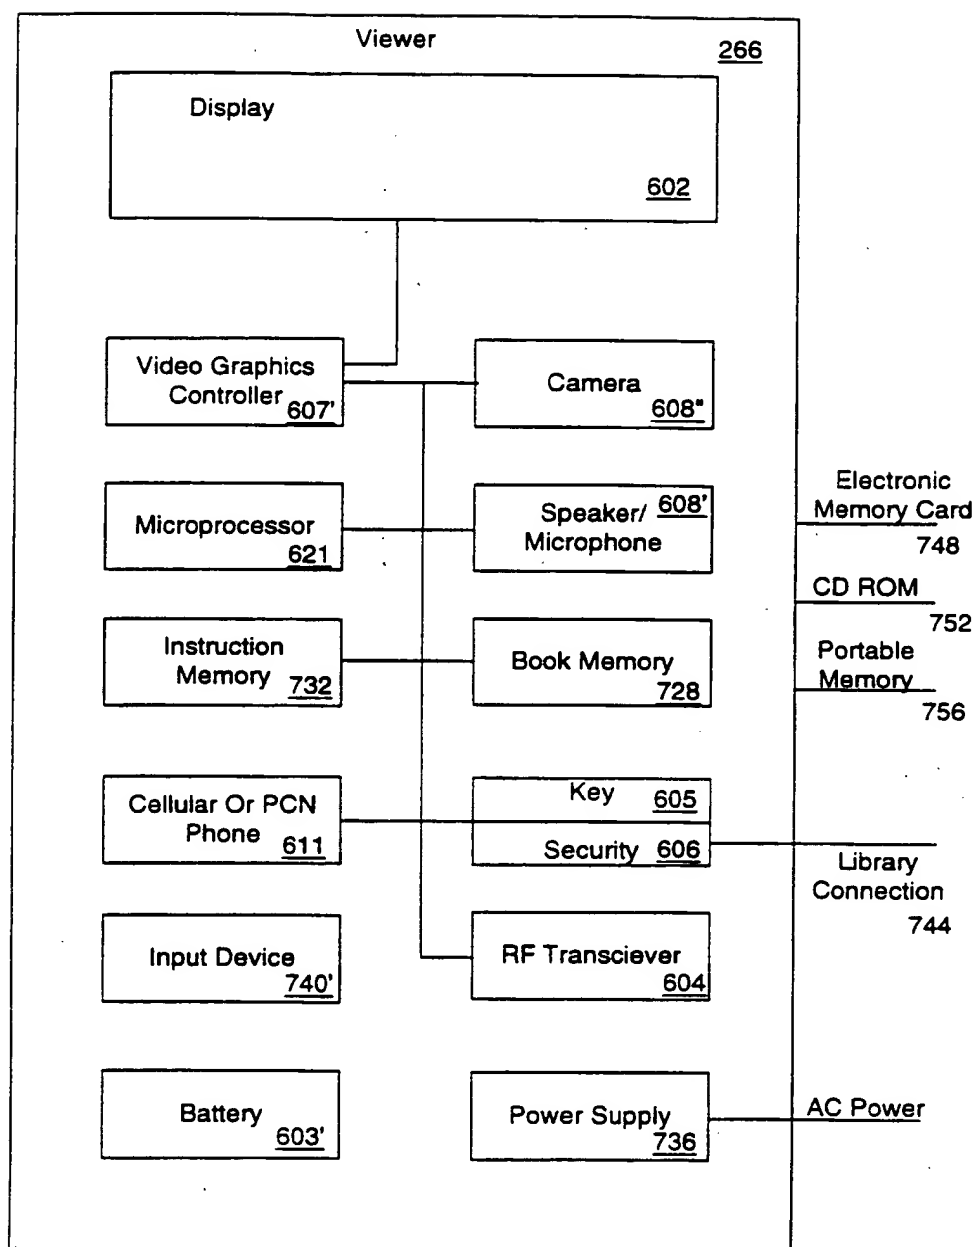 Viewer
266
Display
602
Video Graphics
Controller
607'
Camera
608"
Microprocessor
621
Speaker/
Microphone
608'
Electronic
Memory Card
748
CD ROM
752
Instruction
Memory
732
Book Memory
728
Portable
Memory
756
Cellular Or PCN
Phone
611
Key
605
Security
606
Library
Connection
744
Input Device
740'
RF Transciever
604
Battery
603'
Power Supply
736
AC Power